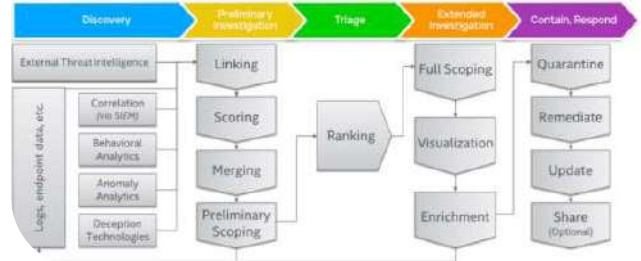 Discovery
Preliminary
Investigation
Triage
Extended
Investigation
Contain, Respond
External Threat Intelligence
Logs, endpoint data, etc.
Correlation
(via SIEM)
Behavioral
Analytics
Anomaly
Analytics
Deception
Technologies
Linking
Scoring
Merging
Preliminary
Scoping
Ranking
Full Scoping
Visualization
Enrichment
Quarantine
Remediate
Update
Share
(Optional)